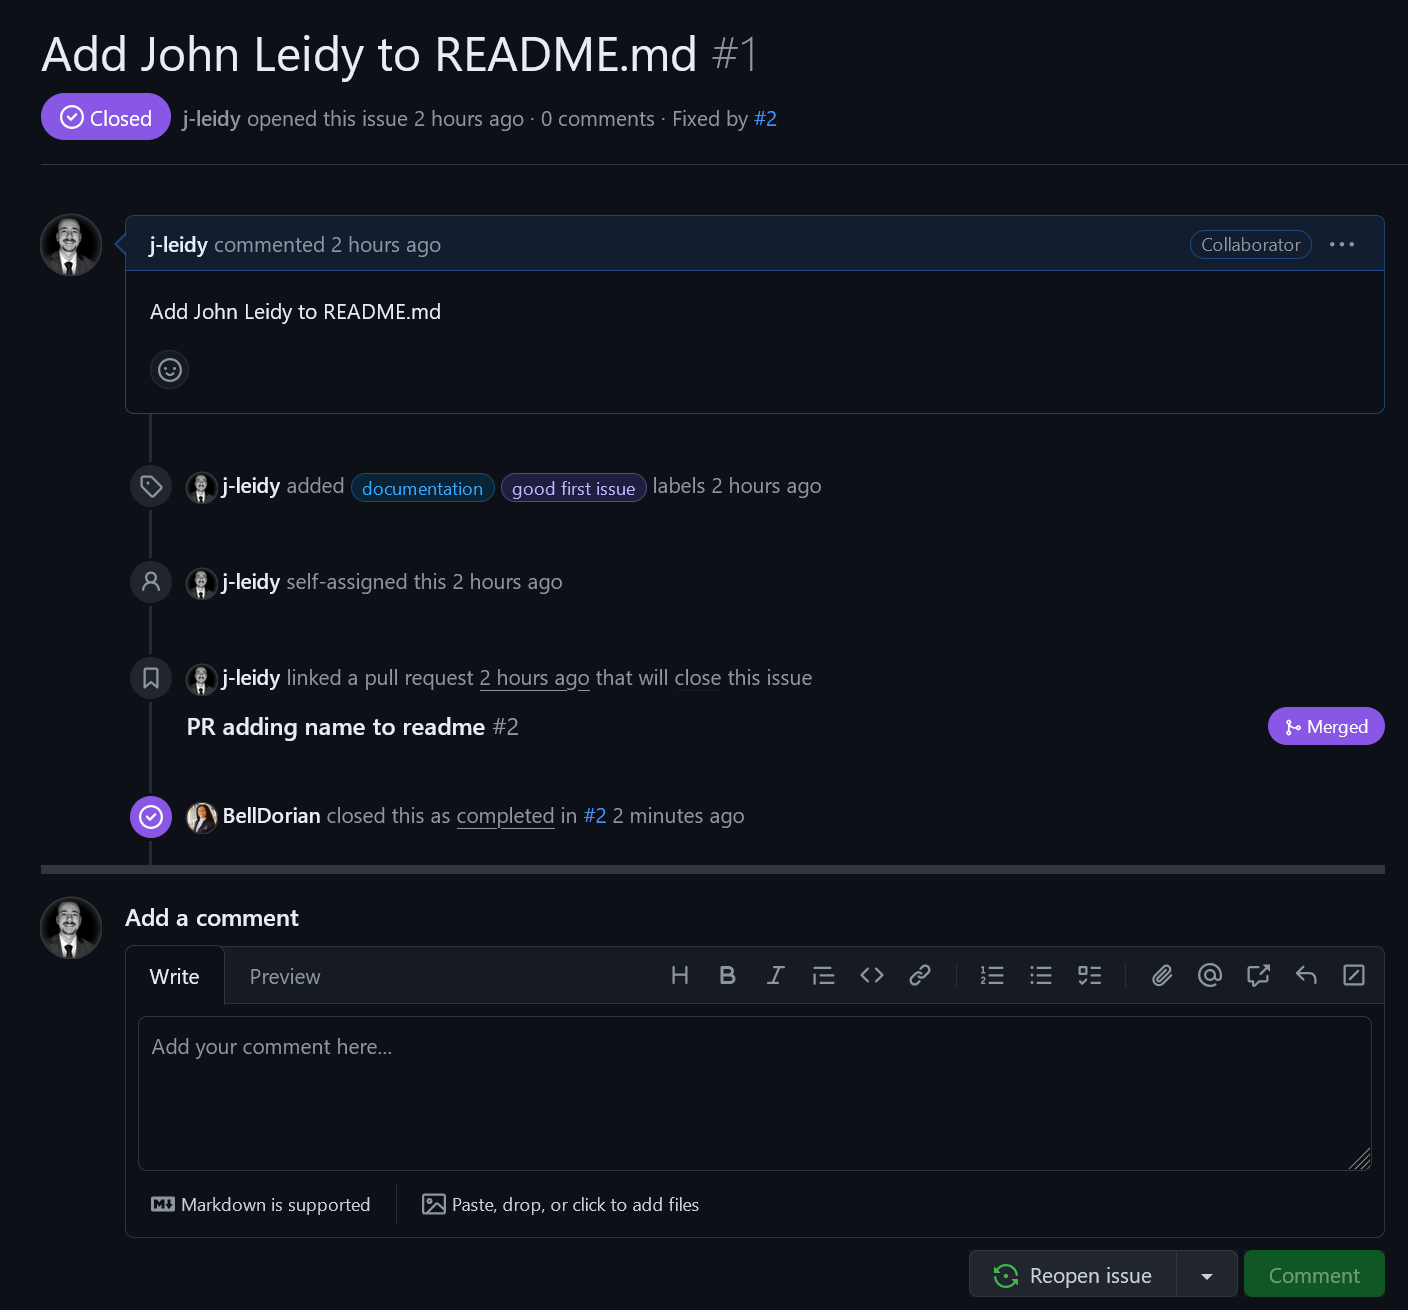 Add John Leidy to README.md #1
Closed j-leidy opened this issue 2 hours ago · 0 comments · Fixed by #2
j-leidy commented 2 hours ago Collaborator
Add John Leidy to README.md
j-leidy added documentation good first issue labels 2 hours ago
j-leidy self-assigned this 2 hours ago
j-leidy linked a pull request 2 hours ago that will close this issue
PR adding name to readme #2 Merged
BellDorian closed this as completed in #2 2 minutes ago
Add a comment
Write Preview
Add your comment here...
Markdown is supported Paste, drop, or click to add files
Reopen issue Comment